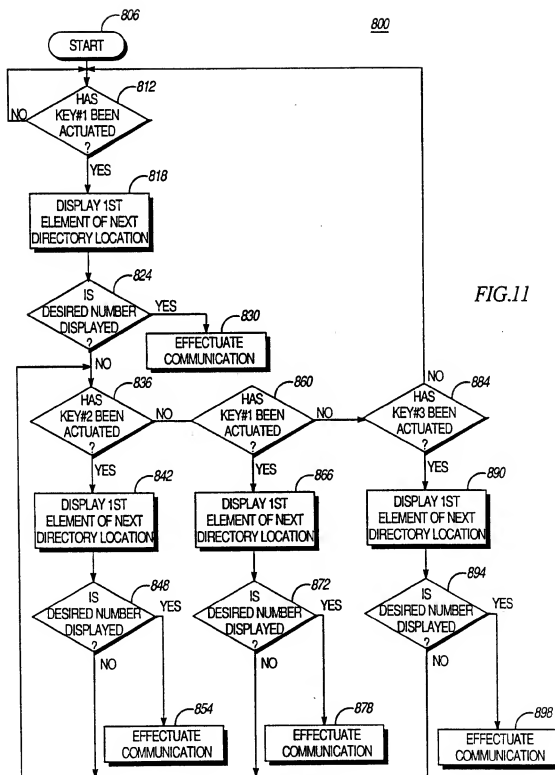 806
800
START
812
HAS
KEY#1 BEEN
ACTUATED
?
NO
YES
818
DISPLAY 1ST
ELEMENT OF NEXT
DIRECTORY LOCATION
824
IS
DESIRED NUMBER
DISPLAYED
?
YES
830
EFFECTUATE
COMMUNICATION
FIG.11
NO
836
HAS
KEY#2 BEEN
ACTUATED
?
NO
860
HAS
KEY#1 BEEN
ACTUATED
?
NO
NO
884
HAS
KEY#3 BEEN
ACTUATED
?
YES
842
DISPLAY 1ST
ELEMENT OF NEXT
DIRECTORY LOCATION
YES
866
DISPLAY 1ST
ELEMENT OF NEXT
DIRECTORY LOCATION
YES
890
DISPLAY 1ST
ELEMENT OF NEXT
DIRECTORY LOCATION
848
IS
DESIRED NUMBER
DISPLAYED
?
YES
NO
872
IS
DESIRED NUMBER
DISPLAYED
?
YES
NO
894
IS
DESIRED NUMBER
DISPLAYED
?
YES
NO
854
EFFECTUATE
COMMUNICATION
878
EFFECTUATE
COMMUNICATION
898
EFFECTUATE
COMMUNICATION